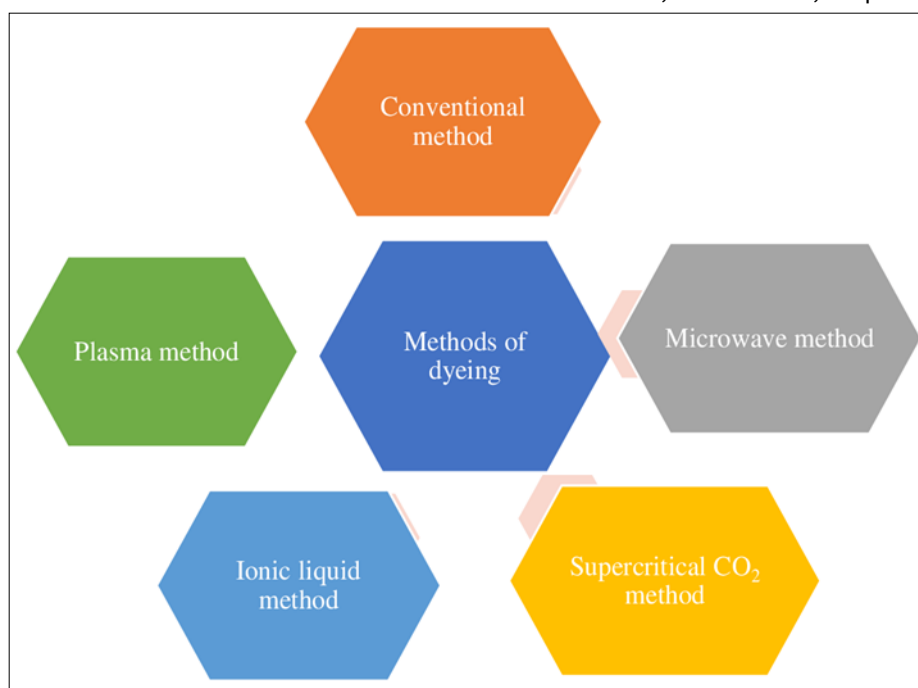 Conventional
method
Plasma method
Methods of
dyeing
Microwave method
Ionic liquid
method
Supercritical CO₂
method